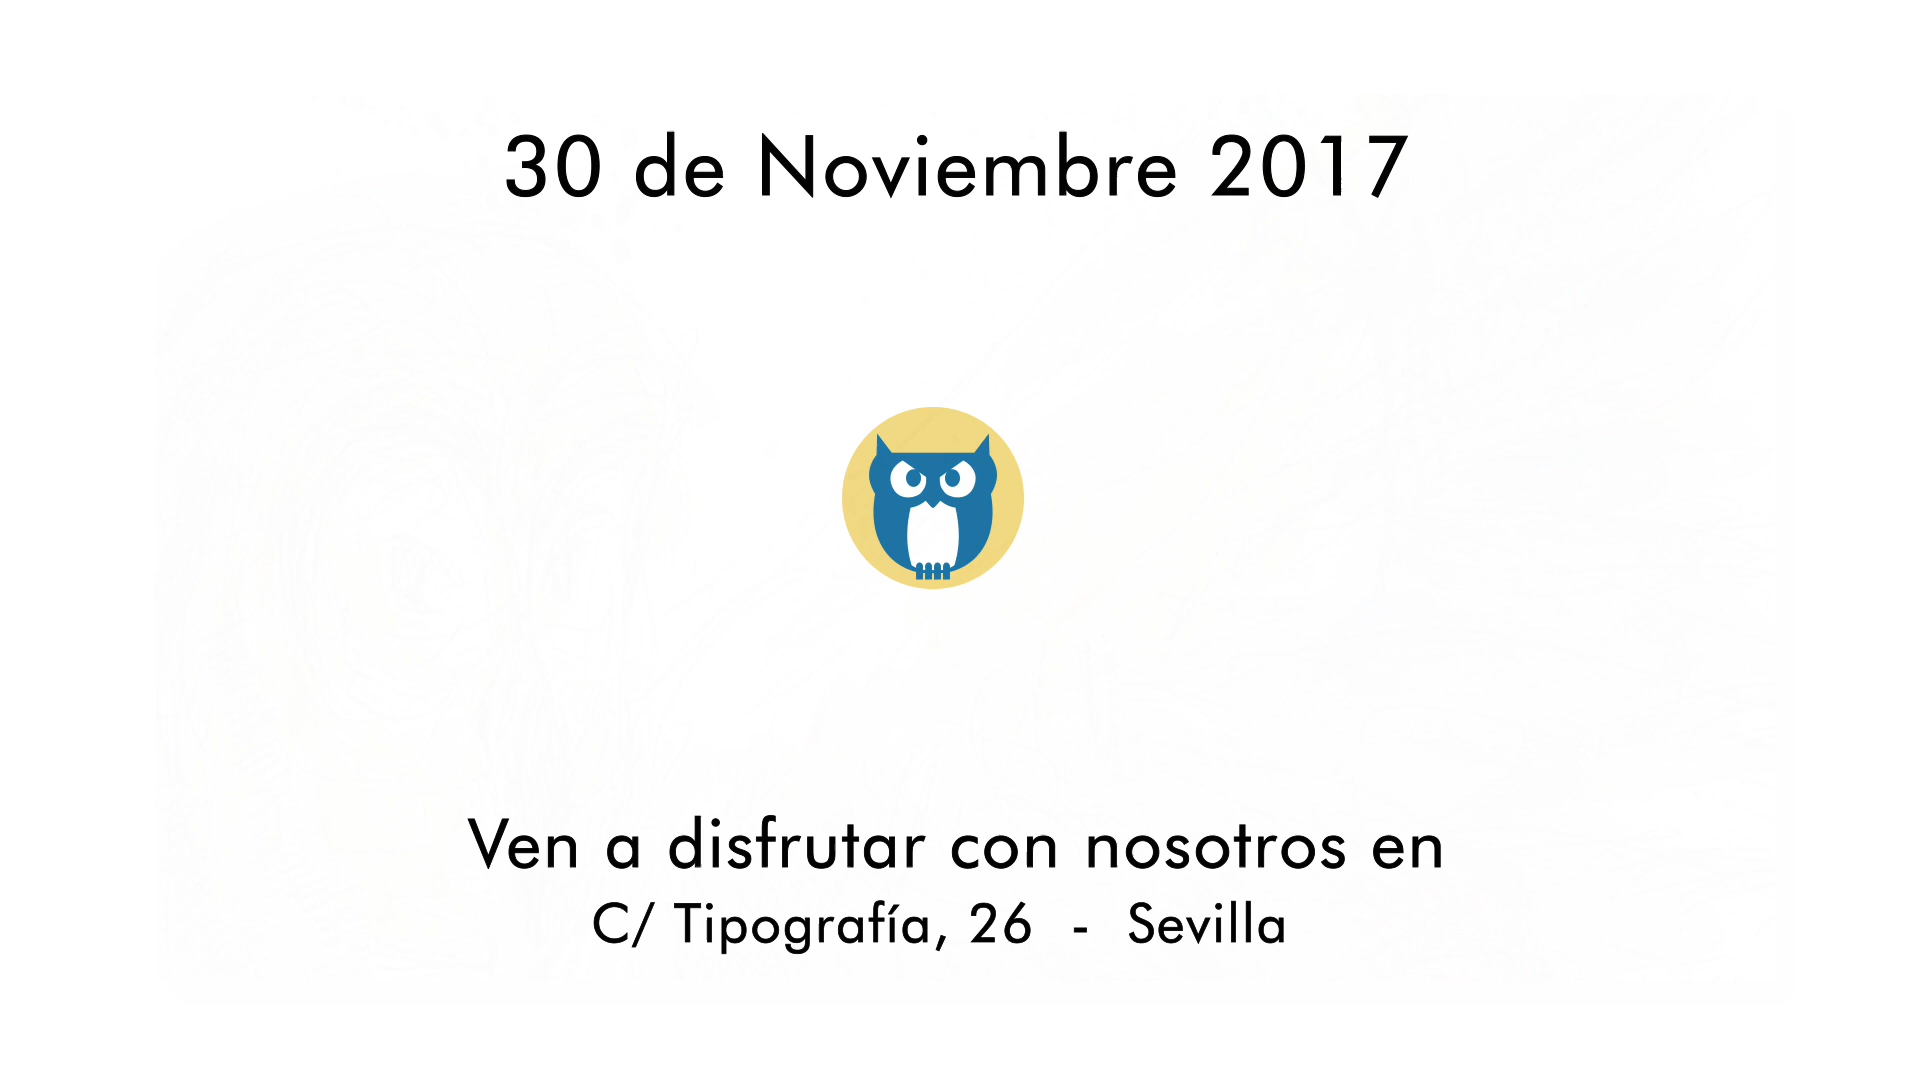 30 de Noviembre 2017
Ven a disfrutar con nosotros en
C/ Tipografía, 26 - Sevilla